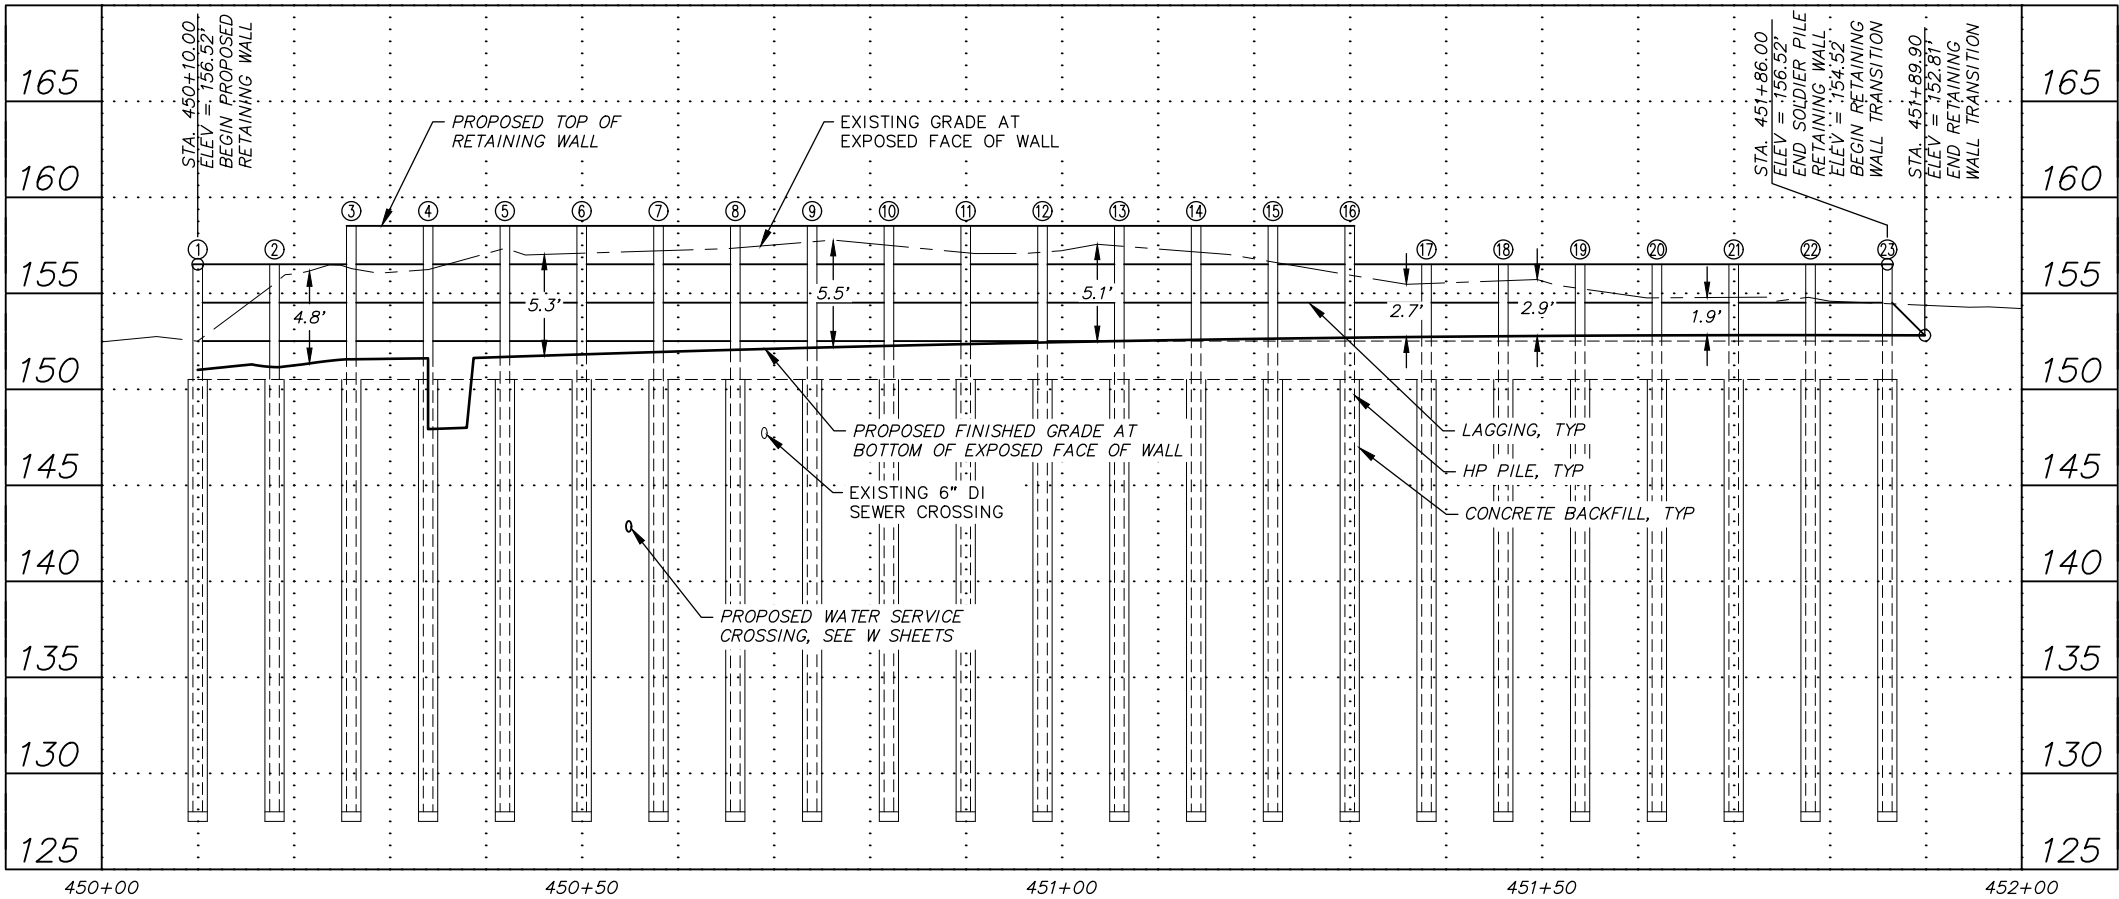 STA. 450+10.00
ELEV = 156.52'
BEGIN PROPOSED
RETAINING WALL
STA. 451+86.00
ELEV = 156.52'
END SOLDIER PILE
RETAINING WALL
ELEV = 154.52'
BEGIN RETAINING
WALL TRANSITION
STA. 451+89.90
ELEV = 152.81'
END RETAINING
WALL TRANSITION
165
165
PROPOSED TOP OF
RETAINING WALL
EXISTING GRADE AT
EXPOSED FACE OF WALL
160
160
3 4 5 6 7 8 9 10 11 12 13 14 15 16
1 2 17 18 19 20 21 22 23
155
155
4.8'
5.3'
5.5'
5.1'
2.7'
2.9'
1.9'
150
150
PROPOSED FINISHED GRADE AT
BOTTOM OF EXPOSED FACE OF WALL
LAGGING, TYP
HP PILE, TYP
145
145
EXISTING 6" DI
SEWER CROSSING
CONCRETE BACKFILL, TYP
140
140
PROPOSED WATER SERVICE
CROSSING, SEE W SHEETS
135
135
130
130
125
125
450+00
450+50
451+00
451+50
452+00